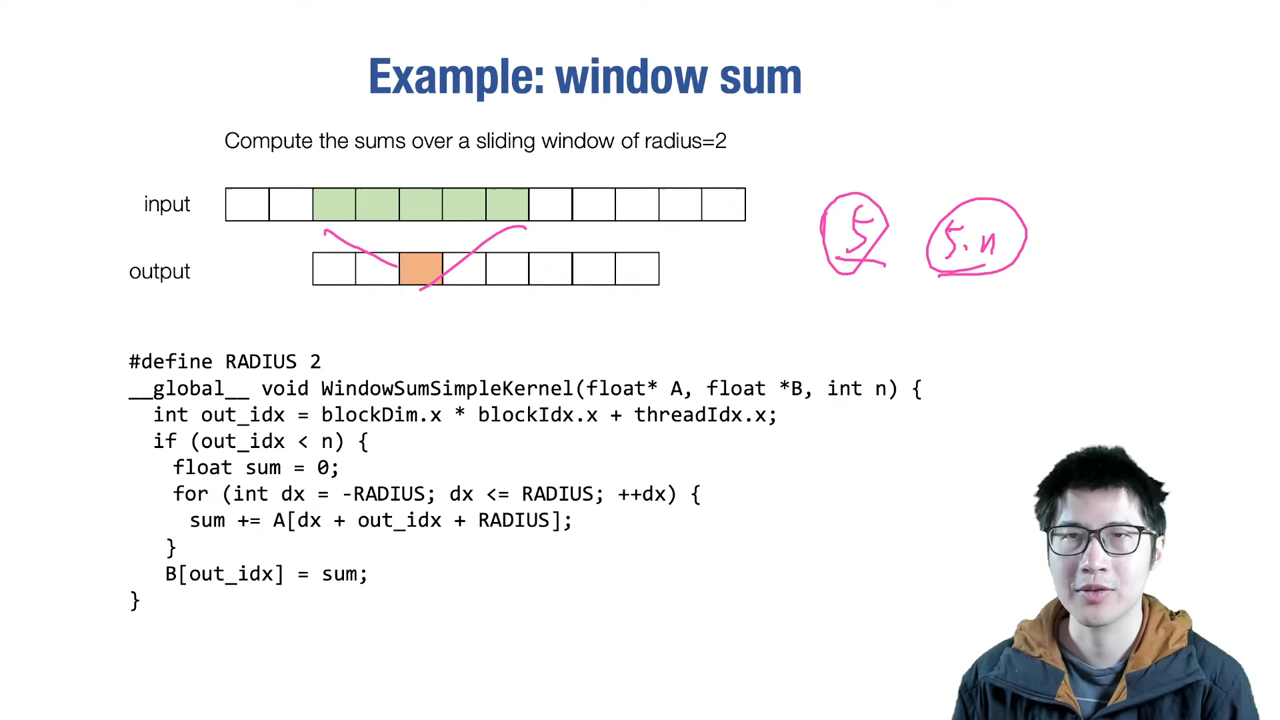 Example: window sum
Compute the sums over a sliding window of radius=2
input
output
5 5·n
#define RADIUS 2
__global__ void WindowSumSimpleKernel(float* A, float *B, int n) {
  int out_idx = blockDim.x * blockIdx.x + threadIdx.x;
  if (out_idx < n) {
    float sum = 0;
    for (int dx = -RADIUS; dx <= RADIUS; ++dx) {
      sum += A[dx + out_idx + RADIUS];
    }
    B[out_idx] = sum;
}